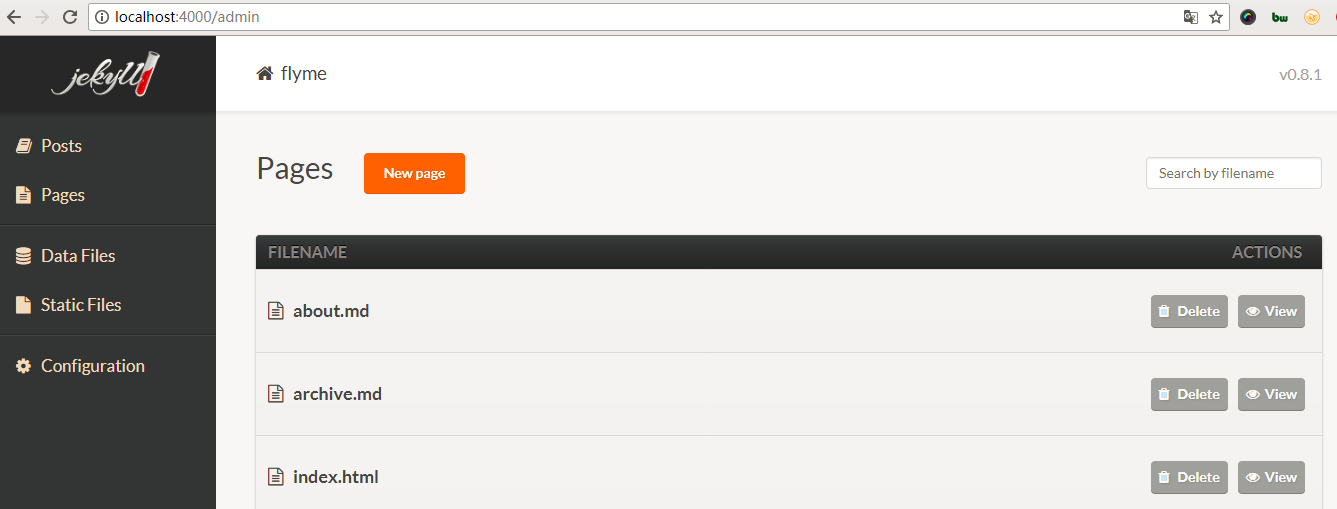 localhost:4000/admin
bw
jekyll
flyme
v0.8.1
Posts
Pages
Data Files
Static Files
Configuration
Pages
New page
Search by filename
FILENAME ACTIONS
about.md Delete View
archive.md Delete View
index.html Delete View